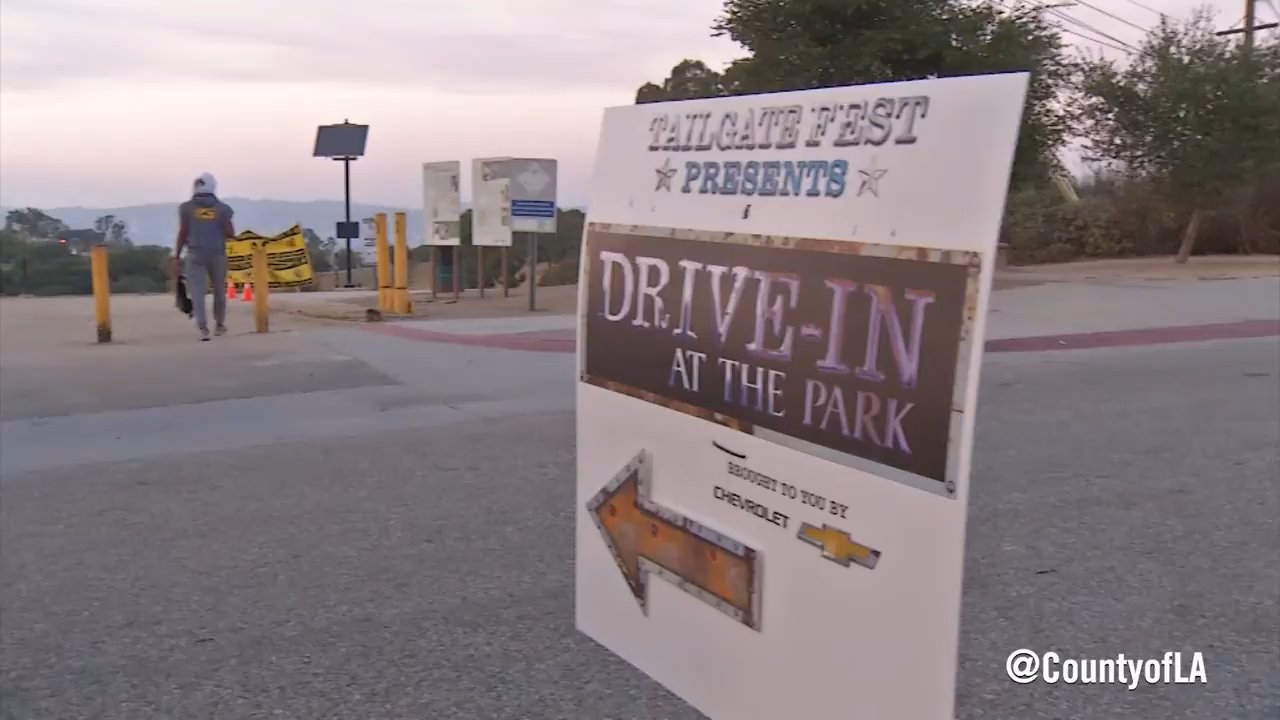 TAILGATE FEST
PRESENTS
DRIVE-IN
AT THE PARK
BROUGHT TO YOU BY
CHEVROLET
@CountyofLA